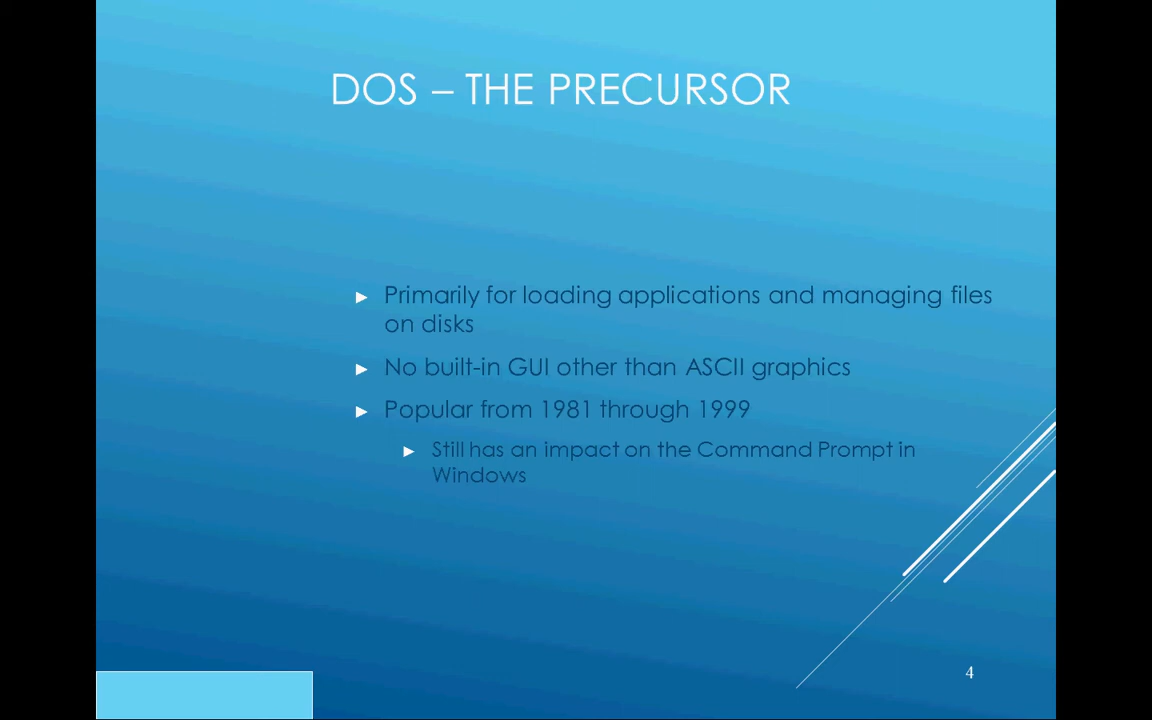 DOS – THE PRECURSOR
Primarily for loading applications and managing files
on disks
No built-in GUI other than ASCII graphics
Popular from 1981 through 1999
Still has an impact on the Command Prompt in
Windows
4